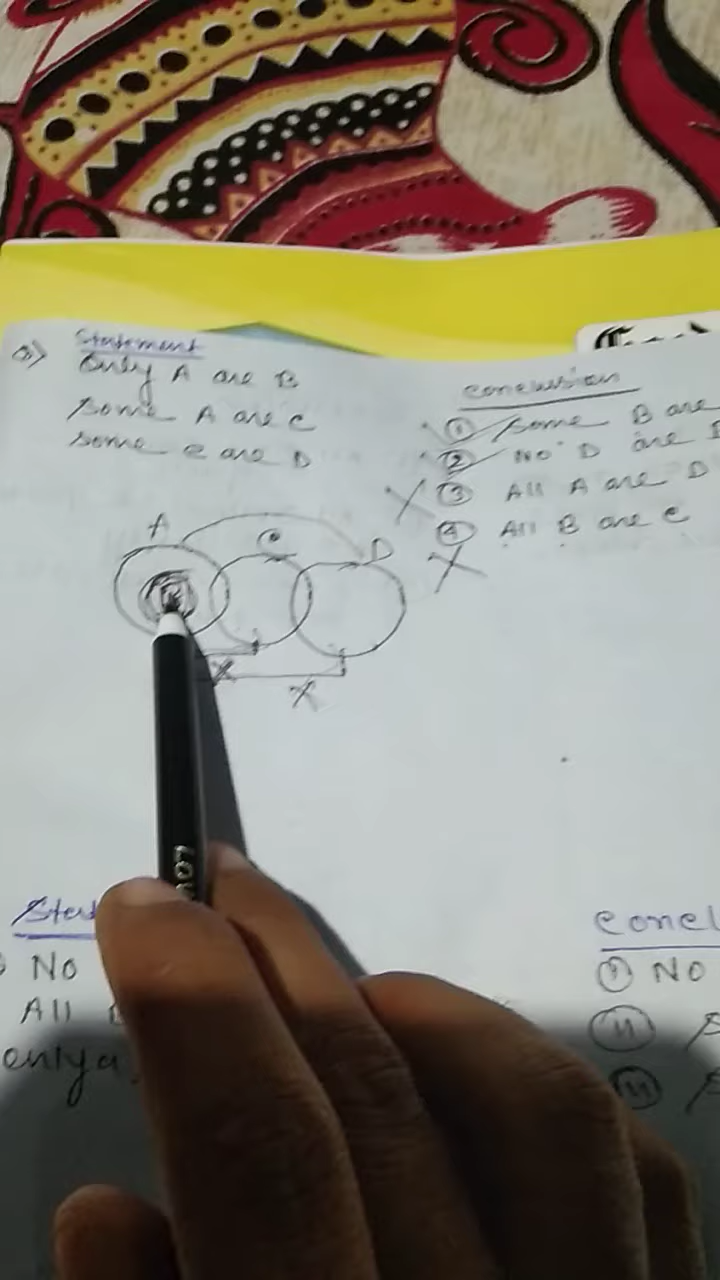 Q>
Statement
Only A are B
Some A are C
Some C are D
conclusion
① Some B are
② No D are
③ All A are D
④ All B are C
A
C
D
B
X
X
X
X
No
All
only a
Concl
① No